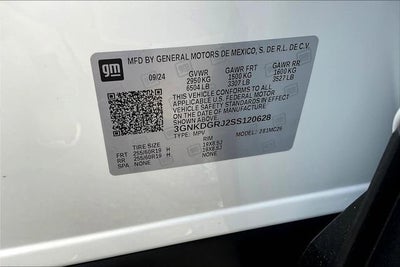 gm
MFD BY GENERAL MOTORS DE MEXICO, S. DE R.L. DE C.V.
09/24 GVWR GAWR FRT GAWR RR
2950 KG 1500 KG 1600 KG
6504 LB 3307 LB 3527 LB
THIS VEHICLE CONFORMS TO ALL
APPLICABLE U.S. FEDERAL MOTOR
VEHICLE SAFETY STANDARDS IN
EFFECT ON THE DATE OF
MANUFACTURE SHOWN ABOVE.
3GNKDGRJ2SS120628
TYPE: MPV MODEL:
TIRE SIZE RIM
FRT 255/60R19 H 19X8.5J
RR 255/60R19 H 19X8.5J
SPA NONE NONE